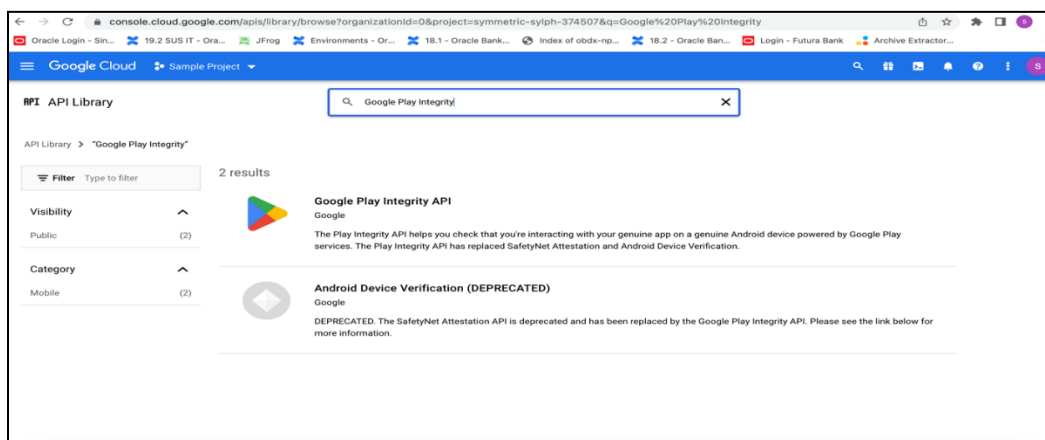 console.cloud.google.com/apis/library/browse?organizationId=0&project=symmetric-sylph-374507&q=Google%20Play%20Integrity
Oracle Login - Sin... 19.2 SUS IT - Ora... JFrog Environments - Or... 18.1 - Oracle Bank... Index of obdx-np... 18.2 - Oracle Ban... Login - Futura Bank Archive Extractor...
Google Cloud Sample Project S
API API Library Google Play Integrity
API Library > "Google Play Integrity"
Filter Type to filter
2 results
Visibility
Public (2)
Category
Mobile (2)
Google Play Integrity API
Google
The Play Integrity API helps you check that you're interacting with your genuine app on a genuine Android device powered by Google Play
services. The Play Integrity API has replaced SafetyNet Attestation and Android Device Verification.
Android Device Verification (DEPRECATED)
Google
DEPRECATED. The SafetyNet Attestation API is deprecated and has been replaced by the Google Play Integrity API. Please see the link below for
more information.